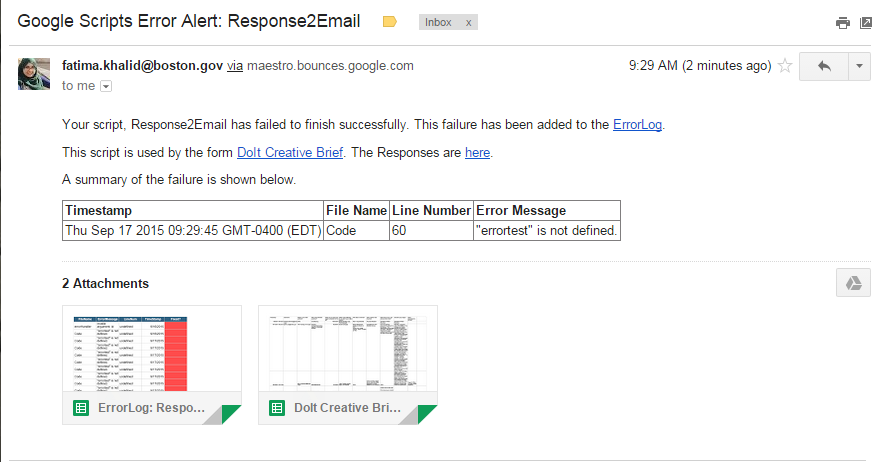 Google Scripts Error Alert: Response2Email
Inbox x
fatima.khalid@boston.gov via maestro.bounces.google.com
9:29 AM (2 minutes ago)
to me
Your script, Response2Email has failed to finish successfully. This failure has been added to the ErrorLog.
This script is used by the form DoIt Creative Brief. The Responses are here.
A summary of the failure is shown below.
Timestamp File Name Line Number Error Message
Thu Sep 17 2015 09:29:45 GMT-0400 (EDT) Code 60 "errortest" is not defined.
2 Attachments
ErrorLog: Respo...
DoIt Creative Bri...